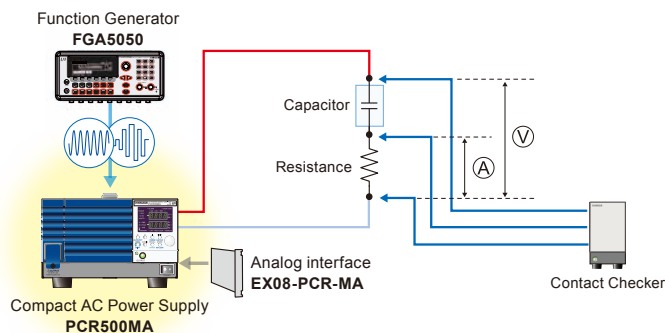 Function Generator
FGA5050
Capacitor
Resistance
V
A
Analog interface
EX08-PCR-MA
Contact Checker
Compact AC Power Supply
PCR500MA